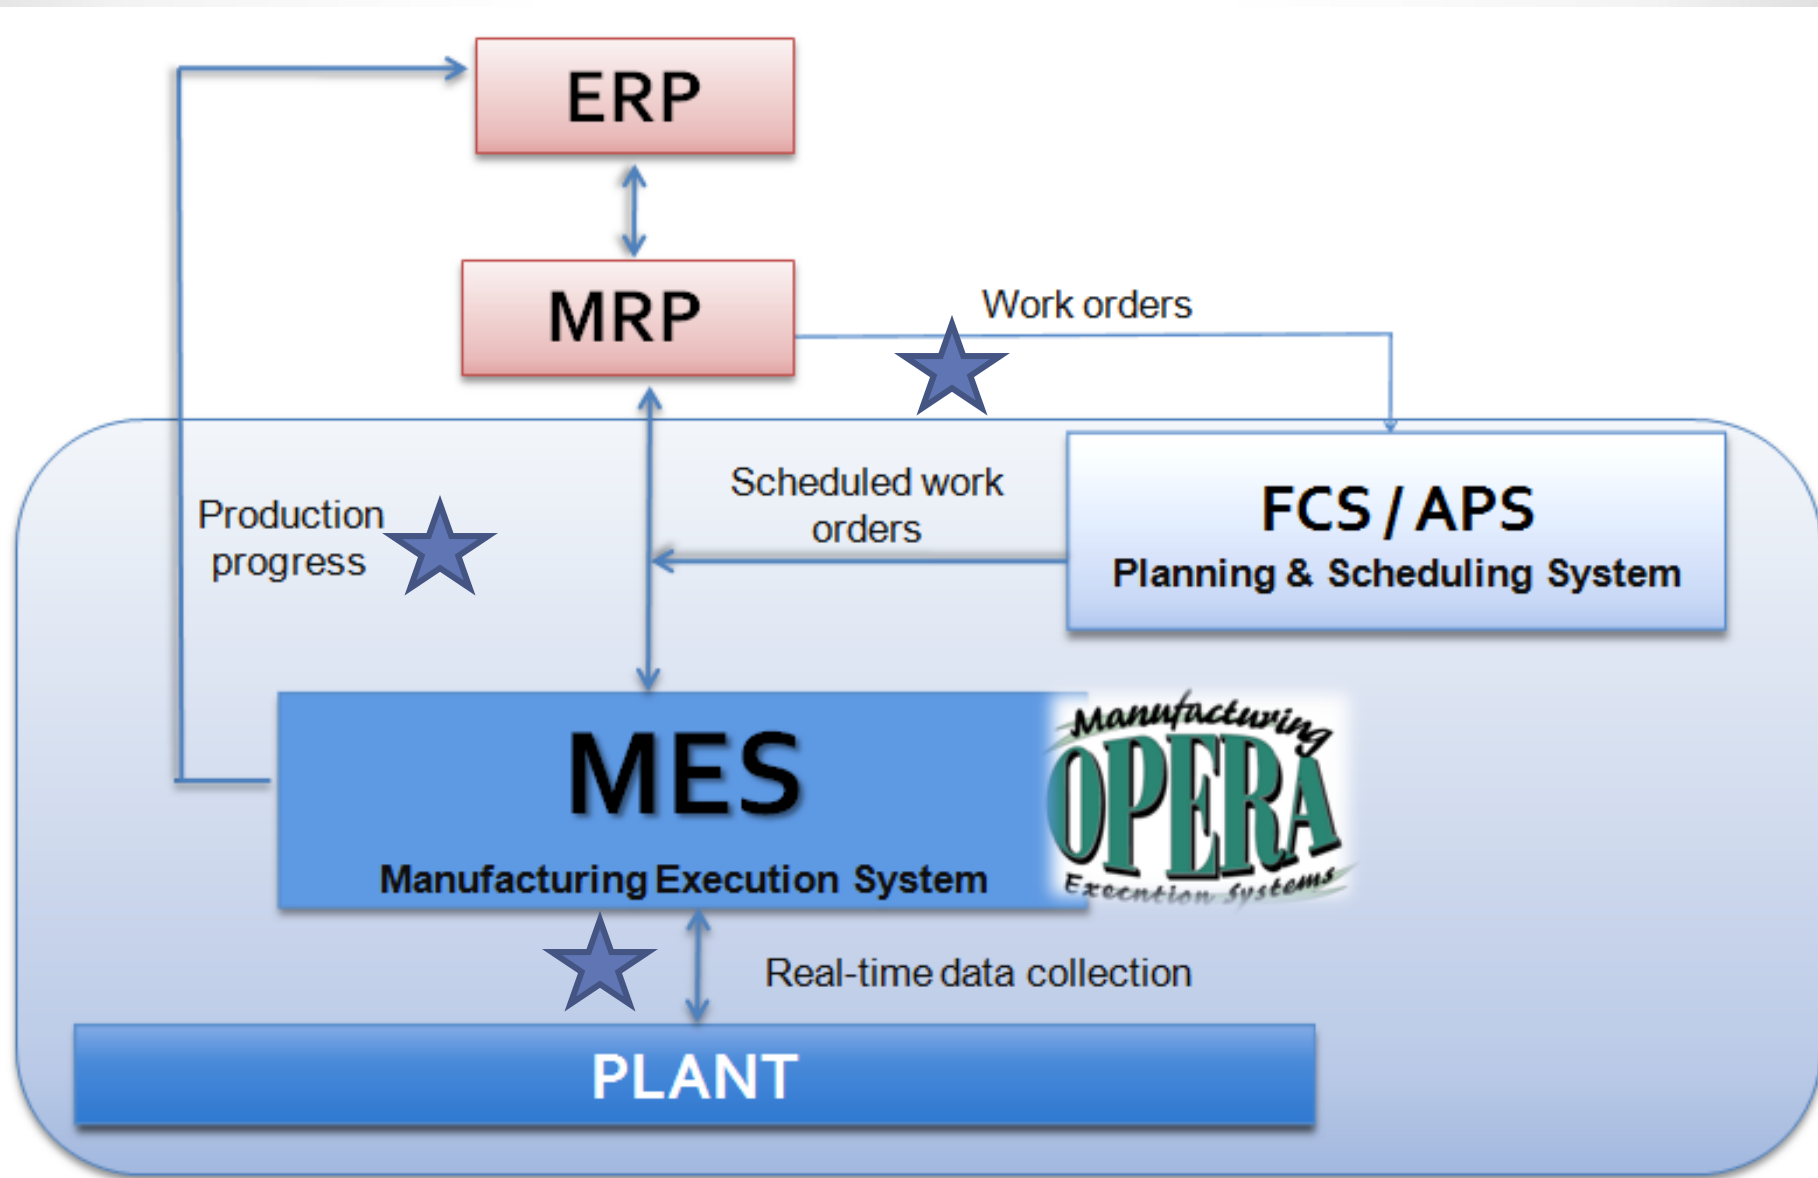 ERP
MRP
Work orders
Scheduled work
orders
FCS / APS
Planning & Scheduling System
Production
progress
MES
Manufacturing Execution System
Manufacturing
OPERA
Execution Systems
Real-time data collection
PLANT